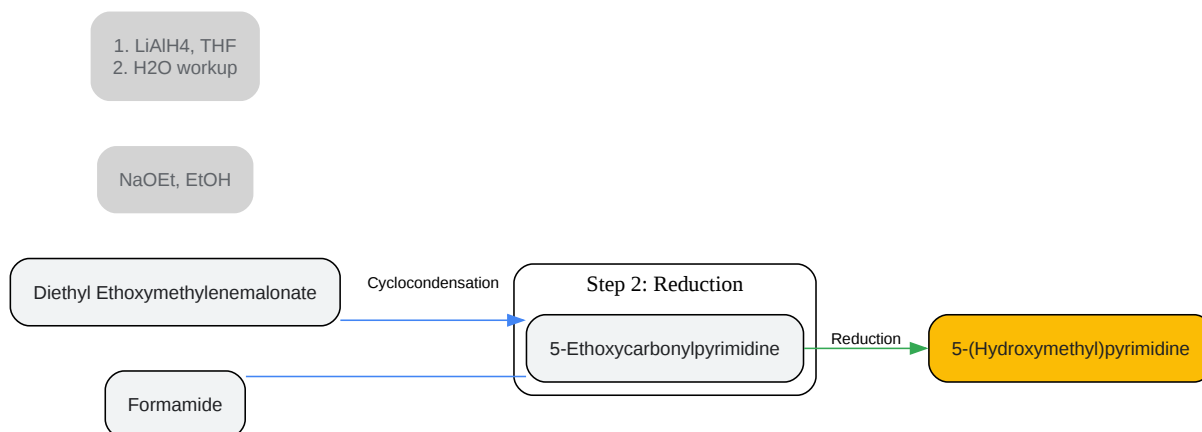 1. LiAlH4, THF
2. H2O workup
NaOEt, EtOH
Diethyl Ethoxymethylenemalonate
Cyclocondensation
Step 2: Reduction
5-Ethoxycarbonylpyrimidine
Reduction
5-(Hydroxymethyl)pyrimidine
Formamide